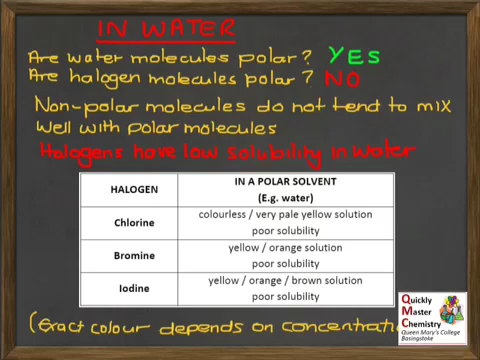 IN WATER
Are water molecules polar? YES
Are halogen molecules polar? NO
Non-polar molecules do not tend to mix
Well with polar molecules
Halogens have low solubility in water
HALOGEN
IN A POLAR SOLVENT
(E.g. water)
Chlorine
colourless / very pale yellow solution
poor solubility
Bromine
yellow / orange solution
poor solubility
Iodine
yellow / orange / brown solution
poor solubility
(Exact colour depends on concentrati
Quickly
Master
Chemistry
Queen Mary's College
Basingstoke